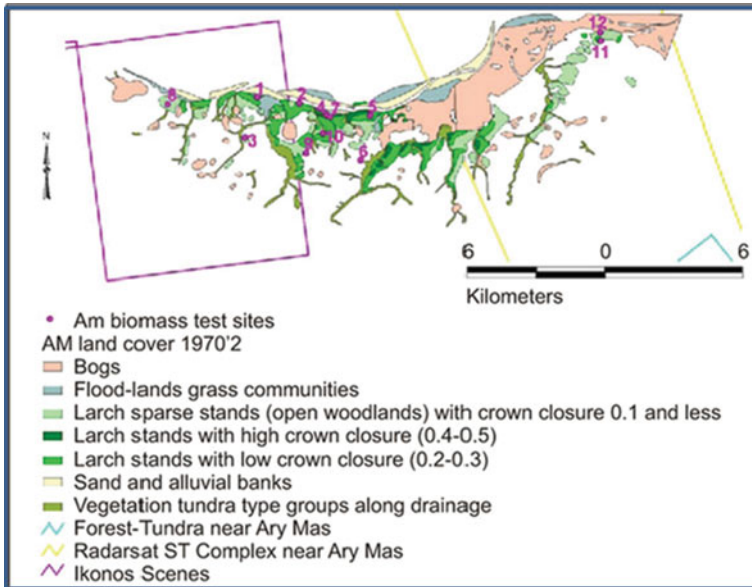 12
11
8
1
2
4
7
5
3
10
9
6
N
6 0 6
Kilometers
Am biomass test sites
AM land cover 1970'2
Bogs
Flood-lands grass communities
Larch sparse stands (open woodlands) with crown closure 0.1 and less
Larch stands with high crown closure (0.4-0.5)
Larch stands with low crown closure (0.2-0.3)
Sand and alluvial banks
Vegetation tundra type groups along drainage
Forest-Tundra near Ary Mas
Radarsat ST Complex near Ary Mas
Ikonos Scenes